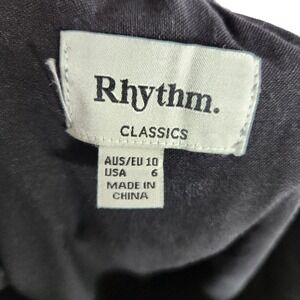 Rhythm.
CLASSICS
AUS/EU 10
USA 6
MADE IN
CHINA